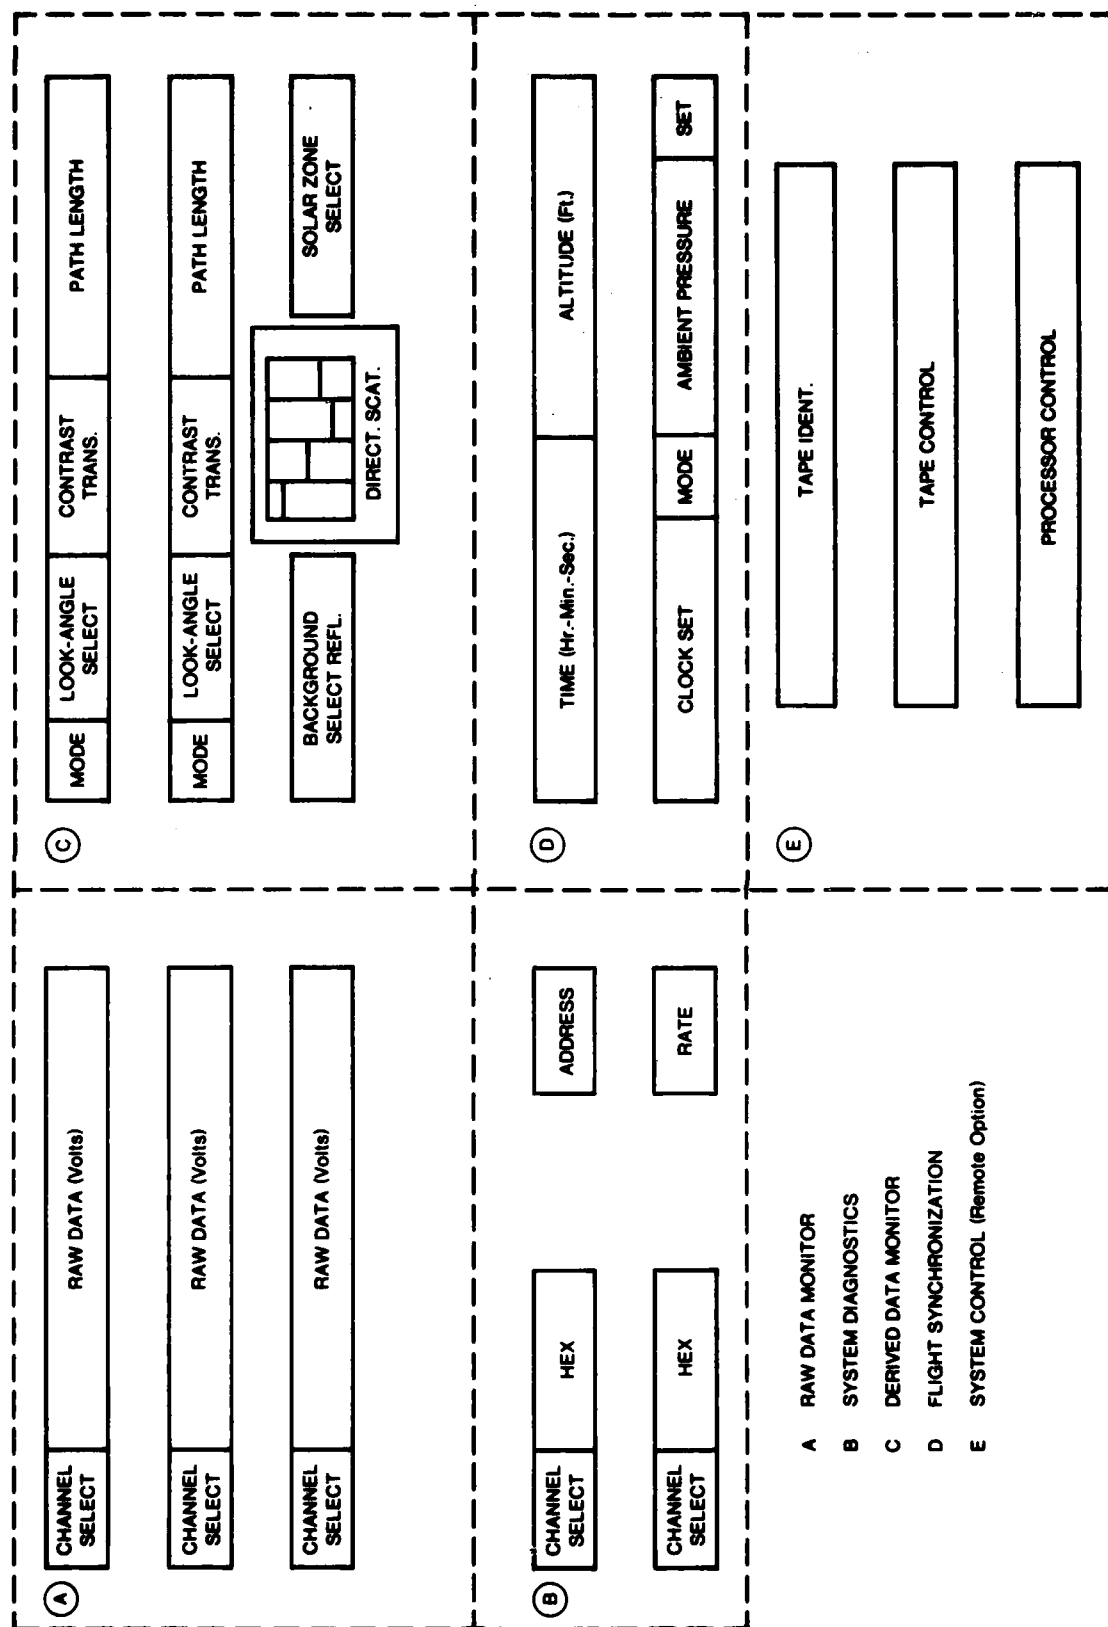 A
CHANNEL
SELECT
RAW DATA (Volts)
CHANNEL
SELECT
RAW DATA (Volts)
CHANNEL
SELECT
RAW DATA (Volts)
C
MODE
LOOK-ANGLE
SELECT
CONTRAST
TRANS.
PATH LENGTH
MODE
LOOK-ANGLE
SELECT
CONTRAST
TRANS.
PATH LENGTH
BACKGROUND
SELECT REFL.
DIRECT. SCAT.
SOLAR ZONE
SELECT
B
CHANNEL
SELECT
HEX
ADDRESS
CHANNEL
SELECT
HEX
RATE
D
TIME (Hr.-Min.-Sec.)
ALTITUDE (Ft.)
CLOCK SET
MODE
AMBIENT PRESSURE
SET
E
TAPE IDENT.
TAPE CONTROL
PROCESSOR CONTROL
A RAW DATA MONITOR
B SYSTEM DIAGNOSTICS
C DERIVED DATA MONITOR
D FLIGHT SYNCHRONIZATION
E SYSTEM CONTROL (Remote Option)